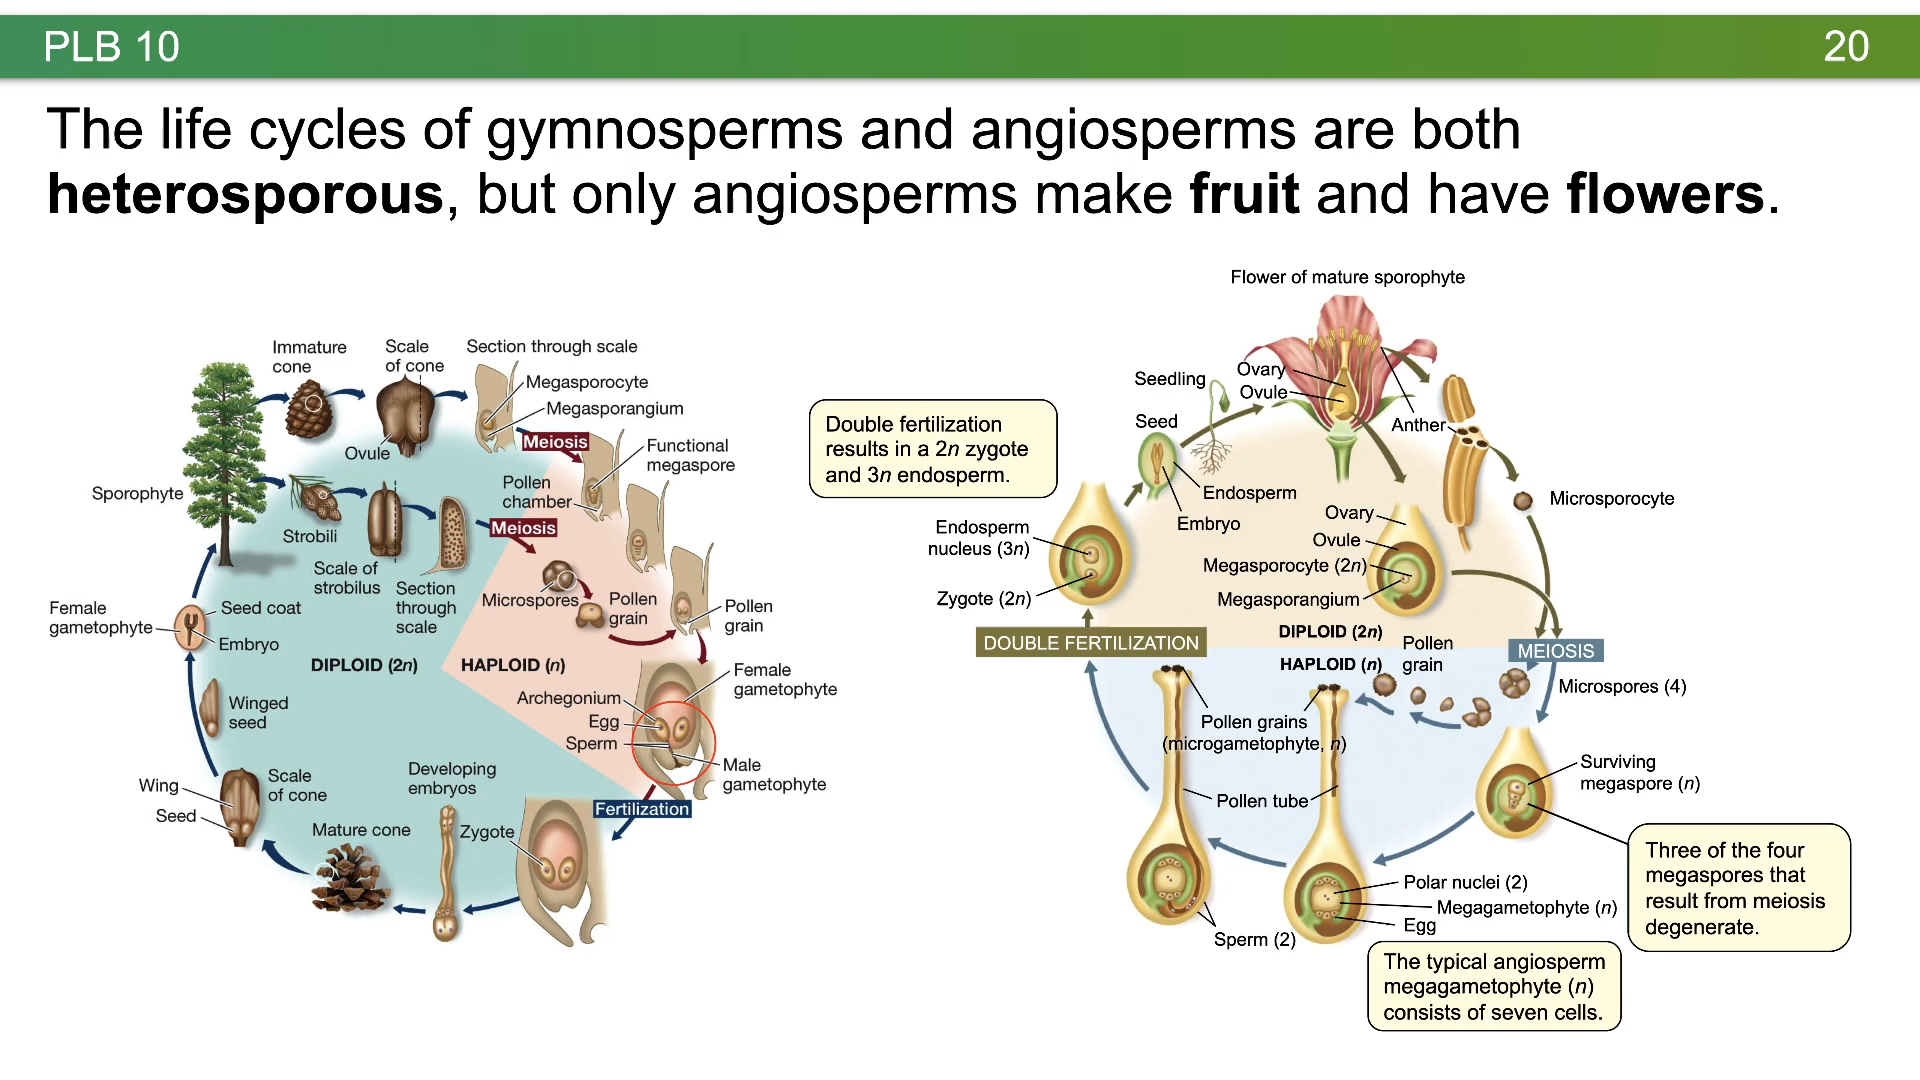 PLB 10
20
The life cycles of gymnosperms and angiosperms are both
heterosporous, but only angiosperms make fruit and have flowers.
Immature
cone
Scale
of cone
Section through scale
Megasporocyte
Megasporangium
Ovule
Meiosis
Functional
megaspore
Pollen
chamber
Sporophyte
Strobili
Meiosis
Scale of
strobilus
Section
through
scale
Microspores
Pollen
grain
Pollen
grain
Female
gametophyte
Seed coat
Embryo
DIPLOID (2n)
HAPLOID (n)
Female
gametophyte
Archegonium
Egg
Sperm
Male
gametophyte
Winged
seed
Wing
Seed
Scale
of cone
Developing
embryos
Fertilization
Mature cone
Zygote
Flower of mature sporophyte
Seedling
Ovary
Ovule
Seed
Anther
Double fertilization
results in a 2n zygote
and 3n endosperm.
Endosperm
Embryo
Microsporocyte
Endosperm
nucleus (3n)
Ovary
Ovule
Megasporocyte (2n)
Zygote (2n)
Megasporangium
DOUBLE FERTILIZATION
DIPLOID (2n)
HAPLOID (n)
Pollen
grain
MEIOSIS
Microspores (4)
Pollen grains
(microgametophyte, n)
Surviving
megaspore (n)
Pollen tube
Three of the four
megaspores that
result from meiosis
degenerate.
Polar nuclei (2)
Megagametophyte (n)
Egg
Sperm (2)
The typical angiosperm
megagametophyte (n)
consists of seven cells.